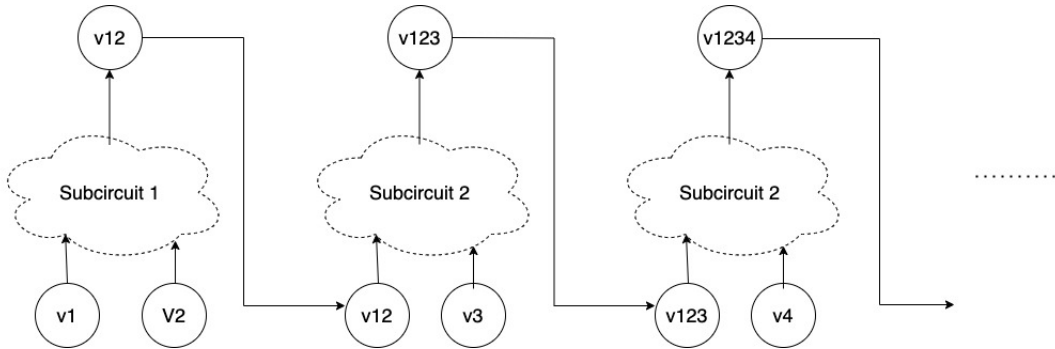 v12
v123
v1234
Subcircuit 1
Subcircuit 2
Subcircuit 2
v1
V2
v12
v3
v123
v4